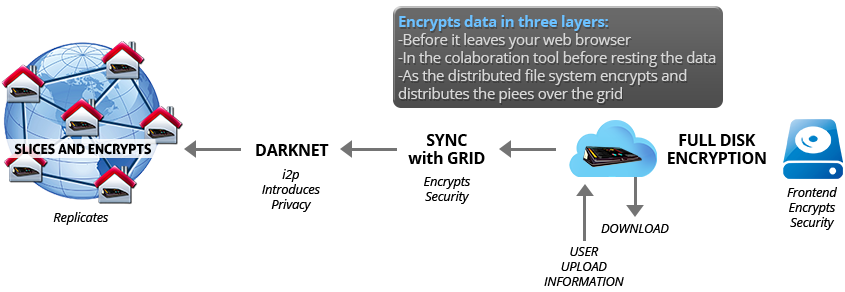 Encrypts data in three layers:
-Before it leaves your web browser
-In the colaboration tool before resting the data
-As the distributed file system encrypts and
distributes the piees over the grid
SLICES AND ENCRYPTS
Replicates
DARKNET
i2p
Introduces
Privacy
SYNC
with GRID
Encrypts
Security
FULL DISK
ENCRYPTION
Frontend
Encrypts
Security
DOWNLOAD
USER
UPLOAD
INFORMATION